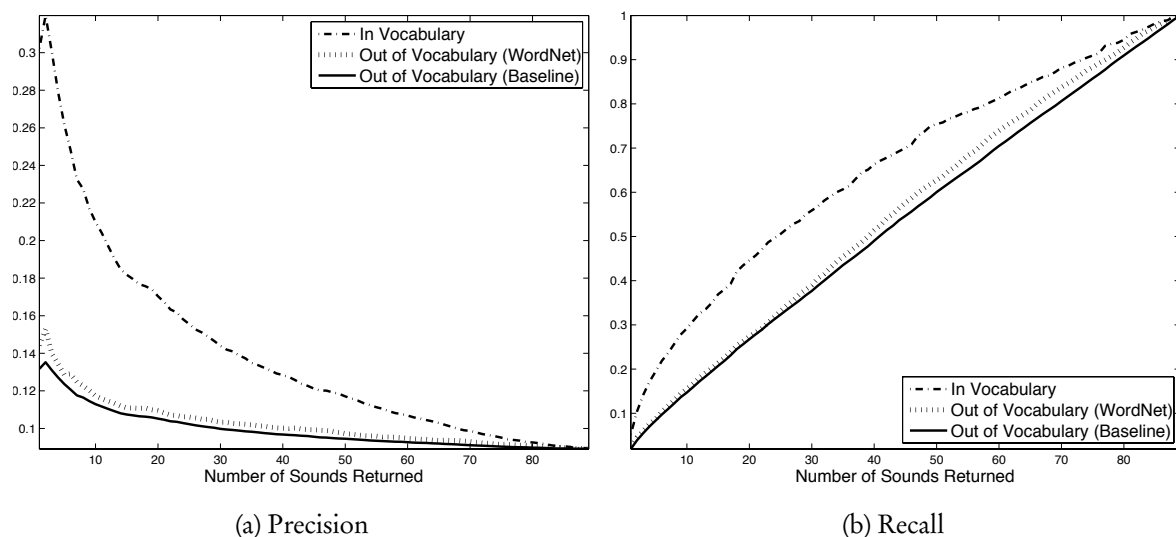 0.3
0.28
0.26
0.24
0.22
0.2
0.18
0.16
0.14
0.12
0.1
In Vocabulary
Out of Vocabulary (WordNet)
Out of Vocabulary (Baseline)
10 20 30 40 50 60 70 80
Number of Sounds Returned
(a) Precision
1
0.9
0.8
0.7
0.6
0.5
0.4
0.3
0.2
0.1
In Vocabulary
Out of Vocabulary (WordNet)
Out of Vocabulary (Baseline)
10 20 30 40 50 60 70 80
Number of Sounds Returned
(b) Recall